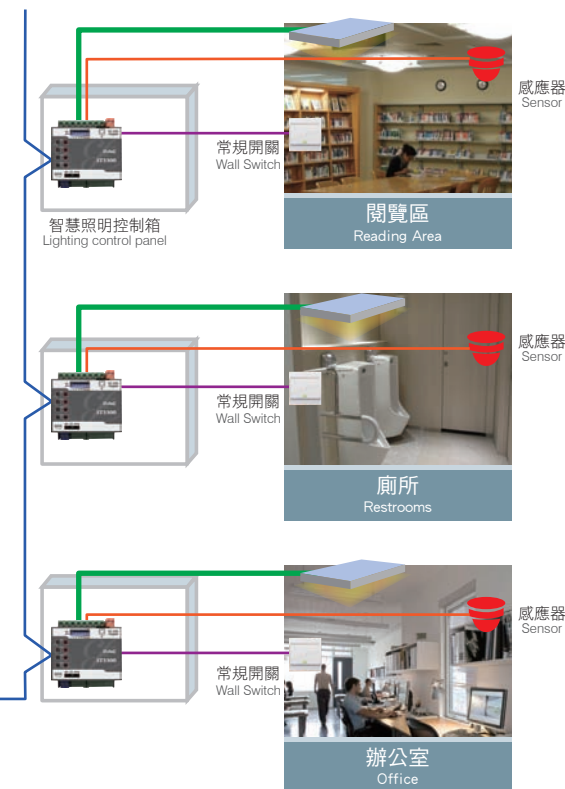 感應器
Sensor
常規開關
Wall Switch
智慧照明控制箱
Lighting control panel
閱覽區
Reading Area
感應器
Sensor
常規開關
Wall Switch
廁所
Restrooms
感應器
Sensor
常規開關
Wall Switch
辦公室
Office